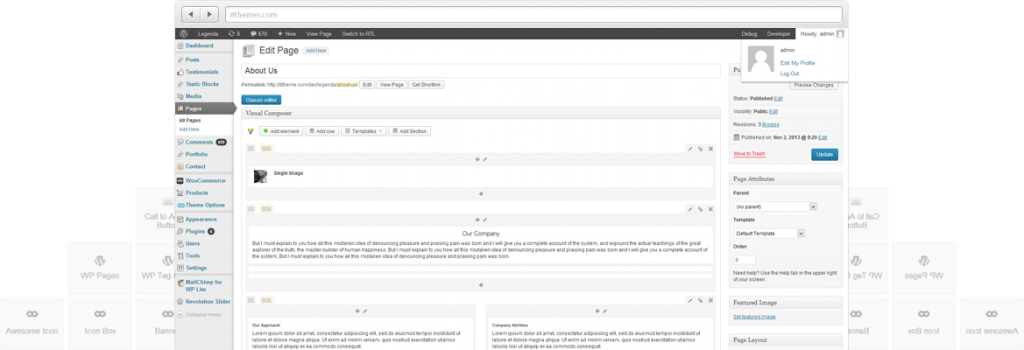 8theme.com
Legenda 8 678 + New View Page Switch to RTL Debug Developer Howdy, admin
admin
Edit My Profile
Log Out
Dashboard
Posts
Testimonials
Static Blocks
Media
Pages
All Pages
Add New
Comments 678
Portfolio
Contact
WooCommerce
Products
Theme Options
Appearance
Plugins 6
Users
Tools
Settings
MailChimp for
WP Lite
Revolution Slider
Collapse menu
Edit Page Add New
About Us
Permalink: http://8theme.com/dev/legenda/about-us/ Edit View Page Get Shortlink
Classic editor
Visual Composer
Add element Add row Templates Add Section
Single Image
Our Company
But I must explain to you how all this mistaken idea of denouncing pleasure and praising pain was born and I will give you a complete account of the system, and expound the actual teachings of the great
explorer of the truth, the master-builder of human happiness. But I must explain to you how all this mistaken idea of denouncing pleasure and praising pain was born and I will give you a complete account
of the system. But I must explain to you how all this mistaken idea of denouncing pleasure and praising pain was born.
Our Approach
Lorem ipsum dolor sit amet, consectetur adipisicing elit, sed do eiusmod tempor incididunt ut labore et
dolore magna aliqua. Ut enim ad minim veniam, quis nostrud exercitation ullamco
laboris nisi ut aliquip ex ea commodo consequat
Company Abilities
Lorem ipsum dolor sit amet, consectetur adipisicing elit, sed do eiusmod tempor incididunt ut
labore et dolore magna aliqua. Ut enim ad minim veniam, quis nostrud exercitation ullamco
laboris nisi ut aliquip ex ea commodo
Preview Changes
Status: Published Edit
Visibility: Public Edit
Revisions: 3 Browse
Published on: Nov 2, 2013 @ 9:29 Edit
Move to Trash Update
Page Attributes
Parent
(no parent)
Template
Default Template
Order
0
Need help? Use the Help tab in the upper right
of your screen.
Featured Image
Set featured image
Page Layout
Call to A
Butto
WP Pages
WP Tag
Awesome Icon
Icon Box
Banne
Call to A
Button
WP Tag
WP Pages
Banne
Icon Box
Awesome Icon